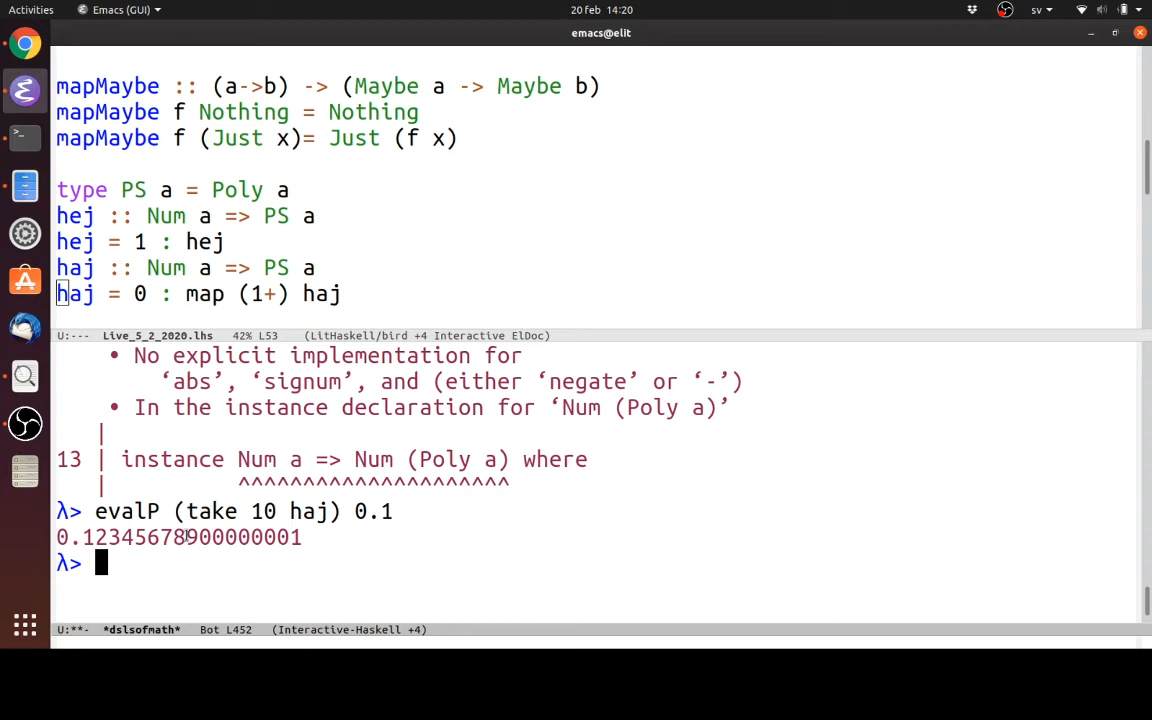 Activities Emacs (GUI) 20 feb 14:20 sv
emacs@elit
mapMaybe :: (a->b) -> (Maybe a -> Maybe b)
mapMaybe f Nothing = Nothing
mapMaybe f (Just x)= Just (f x)
type PS a = Poly a
hej :: Num a => PS a
hej = 1 : hej
haj :: Num a => PS a
haj = 0 : map (1+) haj
U:--- Live_5_2_2020.lhs 42% L53 (LitHaskell/bird +4 Interactive ElDoc)
• No explicit implementation for
‘abs’, ‘signum’, and (either ‘negate’ or ‘-’)
• In the instance declaration for ‘Num (Poly a)’
|
13 | instance Num a => Num (Poly a) where
| ^^^^^^^^^^^^^^^^^^^^^
λ> evalP (take 10 haj) 0.1
0.12345678900000001
λ>
U:**- *dslsofmath* Bot L452 (Interactive-Haskell +4)